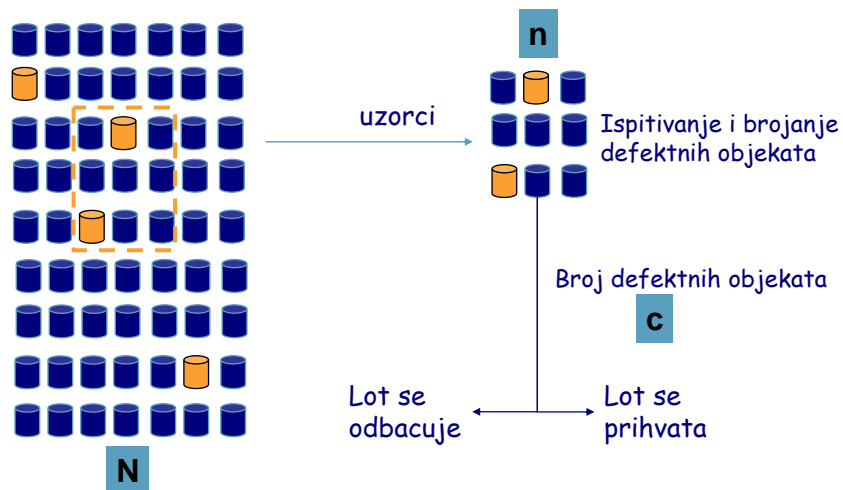 n
uzorci
Ispitivanje i brojanje
defektnih objekata
Broj defektnih objekata
c
Lot se
odbacuje
Lot se
prihvata
N